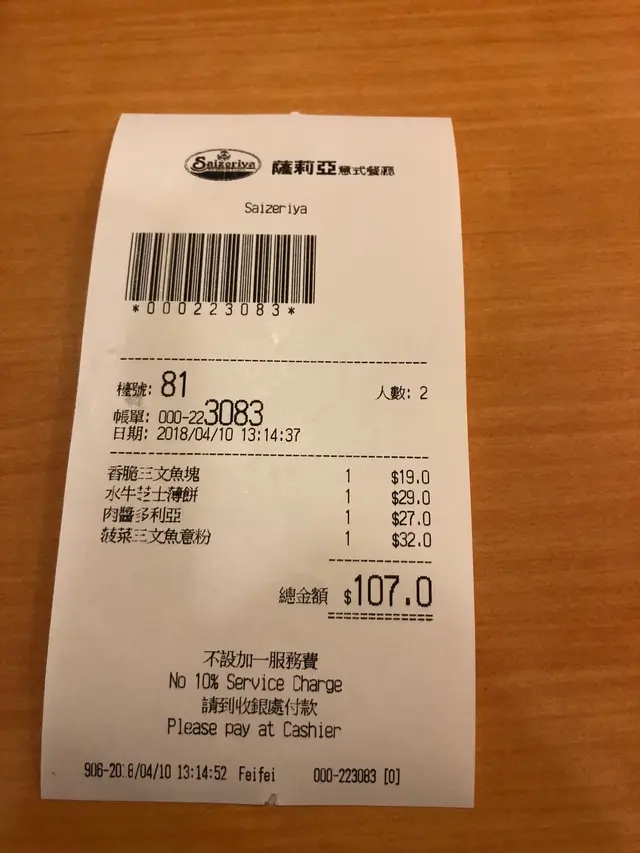 Saizeriya 薩莉亞意式餐廳
Saizeriya
*000223083*
檯號: 81 人數: 2
帳單: 000-223083
日期: 2018/04/10 13:14:37
香脆三文魚塊 1 $19.0
水牛芝士薄餅 1 $29.0
肉醬多利亞 1 $27.0
菠菜三文魚意粉 1 $32.0
總金額 $107.0
不設加一服務費
No 10% Service Charge
請到收銀處付款
Please pay at Cashier
906-2018/04/10 13:14:52 Feifei 000-223083 [0]